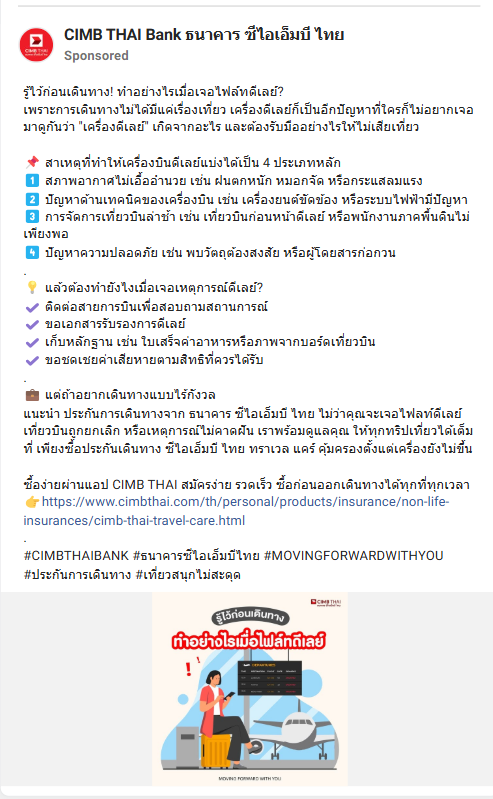 CIMB THAI Bank ธนาคาร ซีไอเอ็มบี ไทย
Sponsored
รู้ไว้ก่อนเดินทาง! ทำอย่างไรเมื่อเจอไฟล์ทดีเลย์?
เพราะการเดินทางไม่ได้มีแค่เรื่องเที่ยว เครื่องดีเลย์ก็เป็นอีกปัญหาที่ใครก็ไม่อยากเจอ
มาดูกันว่า "เครื่องดีเลย์" เกิดจากอะไร และต้องรับมืออย่างไรให้ไม่เสียเที่ยว
📌 สาเหตุที่ทำให้เครื่องบินดีเลย์แบ่งได้เป็น 4 ประเภทหลัก
1️⃣ สภาพอากาศไม่เอื้ออำนวย เช่น ฝนตกหนัก หมอกจัด หรือกระแสลมแรง
2️⃣ ปัญหาด้านเทคนิคของเครื่องบิน เช่น เครื่องยนต์ขัดข้อง หรือระบบไฟฟ้ามีปัญหา
3️⃣ การจัดการเที่ยวบินล่าช้า เช่น เที่ยวบินก่อนหน้าดีเลย์ หรือพนักงานภาคพื้นดินไม่
เพียงพอ
4️⃣ ปัญหาความปลอดภัย เช่น พบวัตถุต้องสงสัย หรือผู้โดยสารก่อกวน
.
💡 แล้วต้องทำยังไงเมื่อเจอเหตุการณ์ดีเลย์?
✔️ ติดต่อสายการบินเพื่อสอบถามสถานการณ์
✔️ ขอเอกสารรับรองการดีเลย์
✔️ เก็บหลักฐาน เช่น ใบเสร็จค่าอาหารหรือภาพจากบอร์ดเที่ยวบิน
✔️ ขอชดเชยค่าเสียหายตามสิทธิที่ควรได้รับ
.
💼 แต่ถ้าอยากเดินทางแบบไร้กังวล
แนะนำ ประกันการเดินทางจาก ธนาคาร ซีไอเอ็มบี ไทย ไม่ว่าคุณจะเจอไฟลท์ดีเลย์
เที่ยวบินถูกยกเลิก หรือเหตุการณ์ไม่คาดฝัน เราพร้อมดูแลคุณ ให้ทุกทริปเที่ยวได้เต็ม
ที่ เพียงซื้อประกันเดินทาง ซีไอเอ็มบี ไทย ทราเวล แคร์ คุ้มครองตั้งแต่เครื่องยังไม่ขึ้น
ซื้อง่ายผ่านแอป CIMB THAI สมัครง่าย รวดเร็ว ซื้อก่อนออกเดินทางได้ทุกที่ทุกเวลา
👉https://www.cimbthai.com/th/personal/products/insurance/non-life-
insurances/cimb-thai-travel-care.html
.
#CIMBTHAIBANK #ธนาคารซีไอเอ็มบีไทย #MOVINGFORWARDWITHYOU
#ประกันการเดินทาง #เที่ยวสนุกไม่สะดุด
CIMB THAI
รู้ไว้ก่อนเดินทาง
ทำอย่างไรเมื่อไฟล์ทดีเลย์
DEPARTURES
MOVING FORWARD WITH YOU